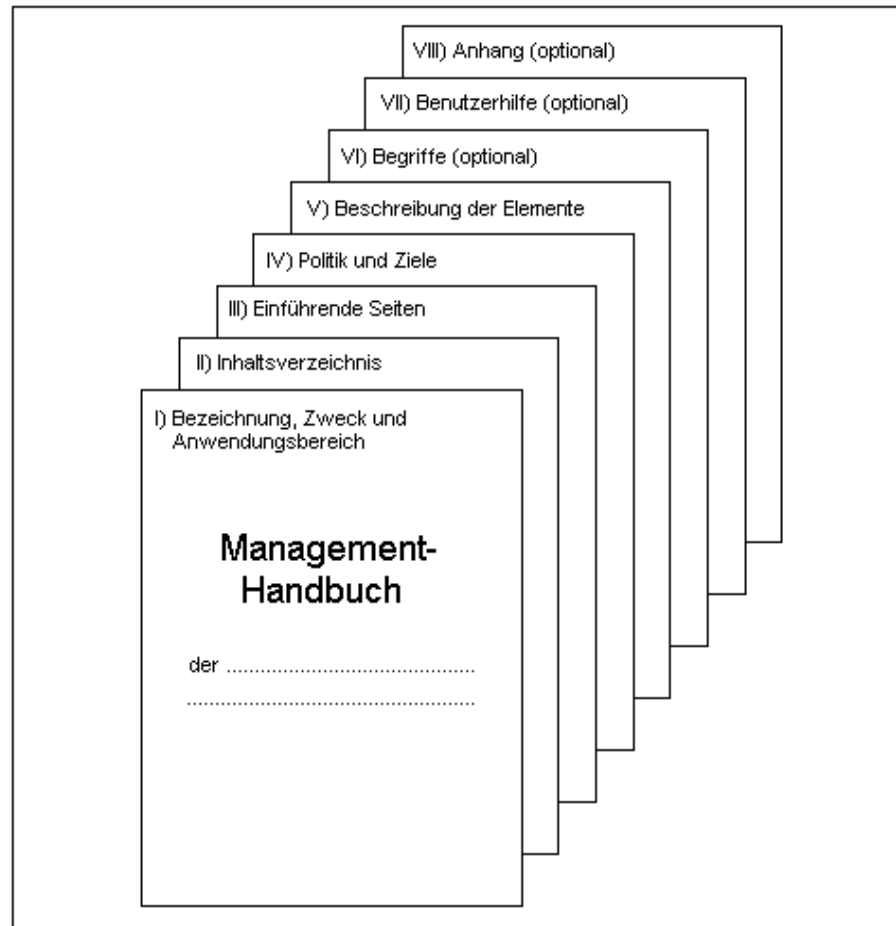 VIII) Anhang (optional)
VII) Benutzerhilfe (optional)
VI) Begriffe (optional)
V) Beschreibung der Elemente
IV) Politik und Ziele
III) Einführende Seiten
II) Inhaltsverzeichnis
I) Bezeichnung, Zweck und
Anwendungsbereich
Management-
Handbuch
der .............................................
....................................................